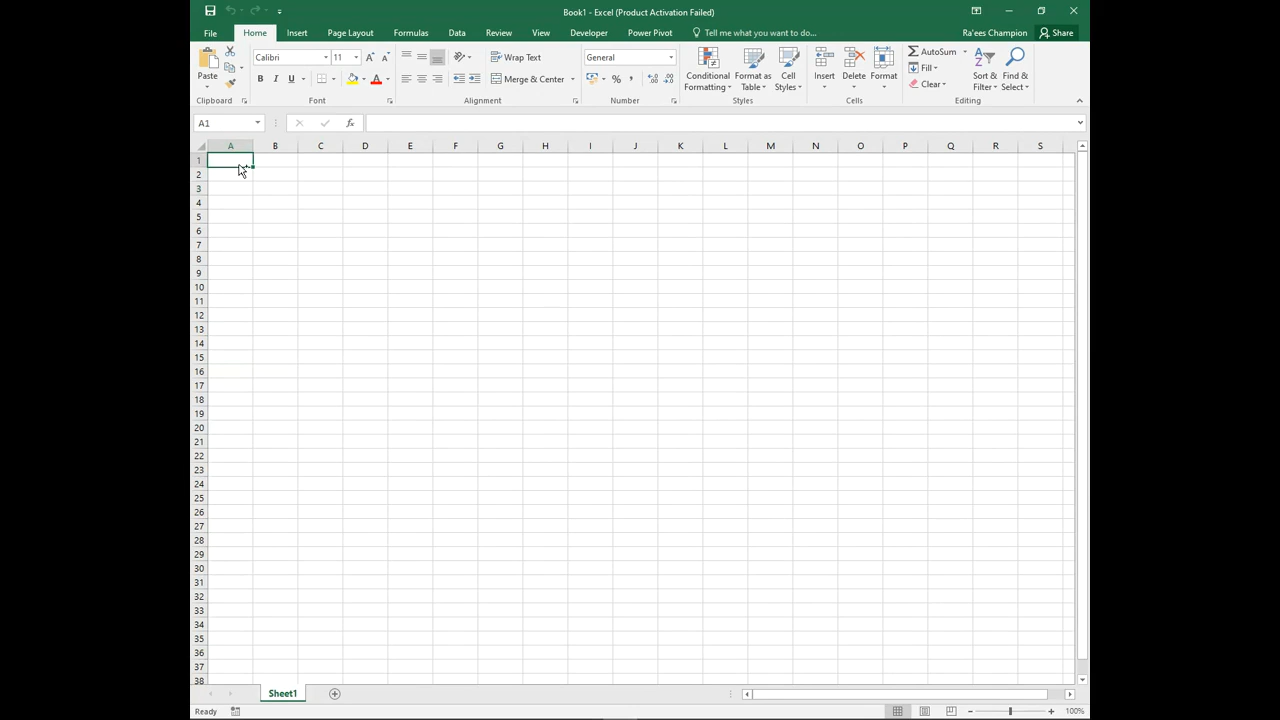 Book1 - Excel (Product Activation Failed)
File Home Insert Page Layout Formulas Data Review View Developer Power Pivot Tell me what you want to do... Ra'ees Champion Share
Paste
Calibri 11
B I U
Wrap Text
Merge & Center
General
%
Conditional Formatting
Format as Table
Cell Styles
Insert
Delete
Format
AutoSum
Fill
Clear
Sort & Filter
Find & Select
Clipboard Font Alignment Number Styles Cells Editing
A1 fx
A B C D E F G H I J K L M N O P Q R S
1
2
3
4
5
6
7
8
9
10
11
12
13
14
15
16
17
18
19
20
21
22
23
24
25
26
27
28
29
30
31
32
33
34
35
36
37
38
Sheet1
Ready 100%